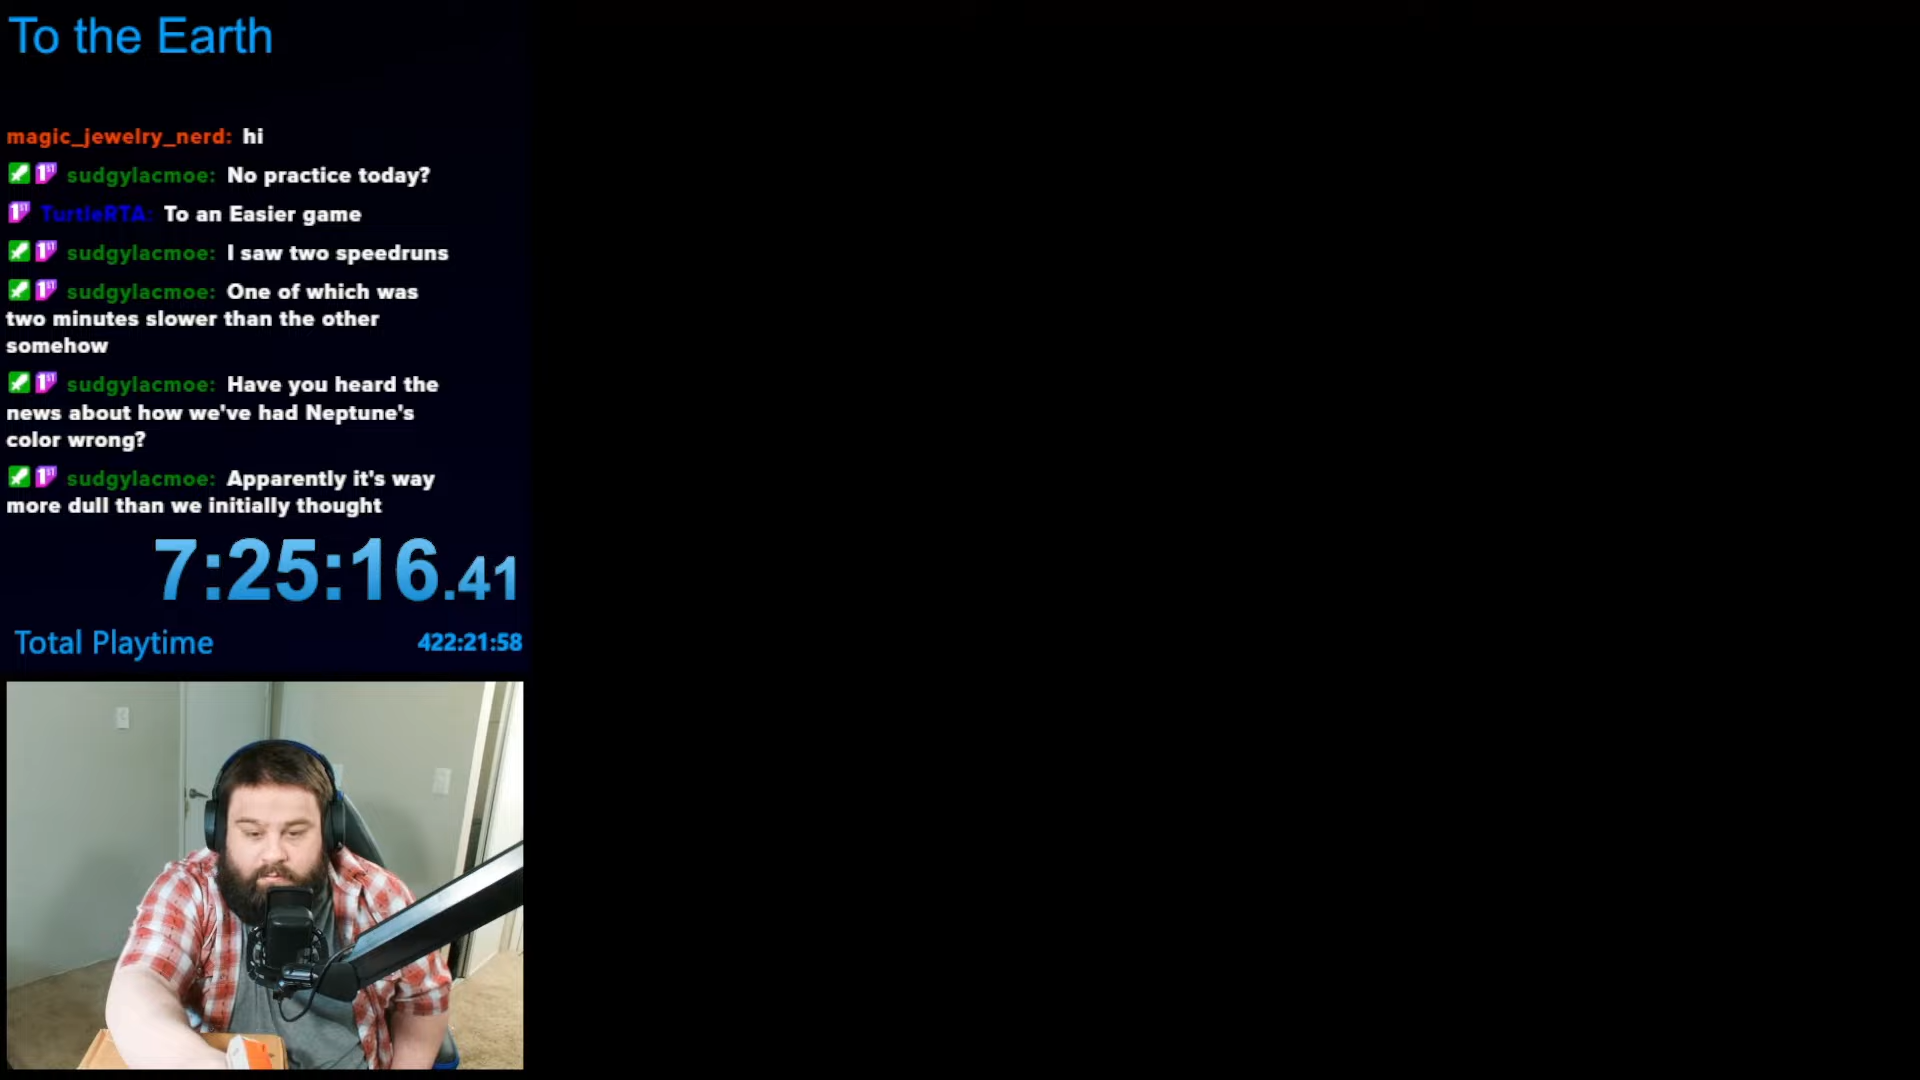 To the Earth
magic_jewelry_nerd: hi
sudgylacmoe: No practice today?
TurtleRTA: To an Easier game
sudgylacmoe: I saw two speedruns
sudgylacmoe: One of which was
two minutes slower than the other
somehow
sudgylacmoe: Have you heard the
news about how we've had Neptune's
color wrong?
sudgylacmoe: Apparently it's way
more dull than we initially thought
7:25:16.41
Total Playtime 422:21:58